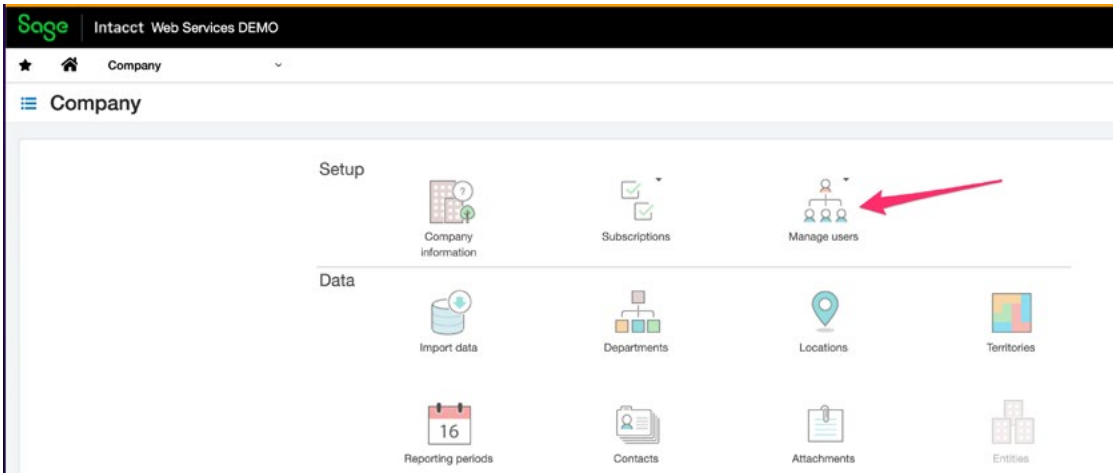 Sage Intacct Web Services DEMO
Company
Company
Setup
Company
information
Subscriptions
Manage users
Data
Import data
Departments
Locations
Territories
16
Reporting periods
Contacts
Attachments
Entities